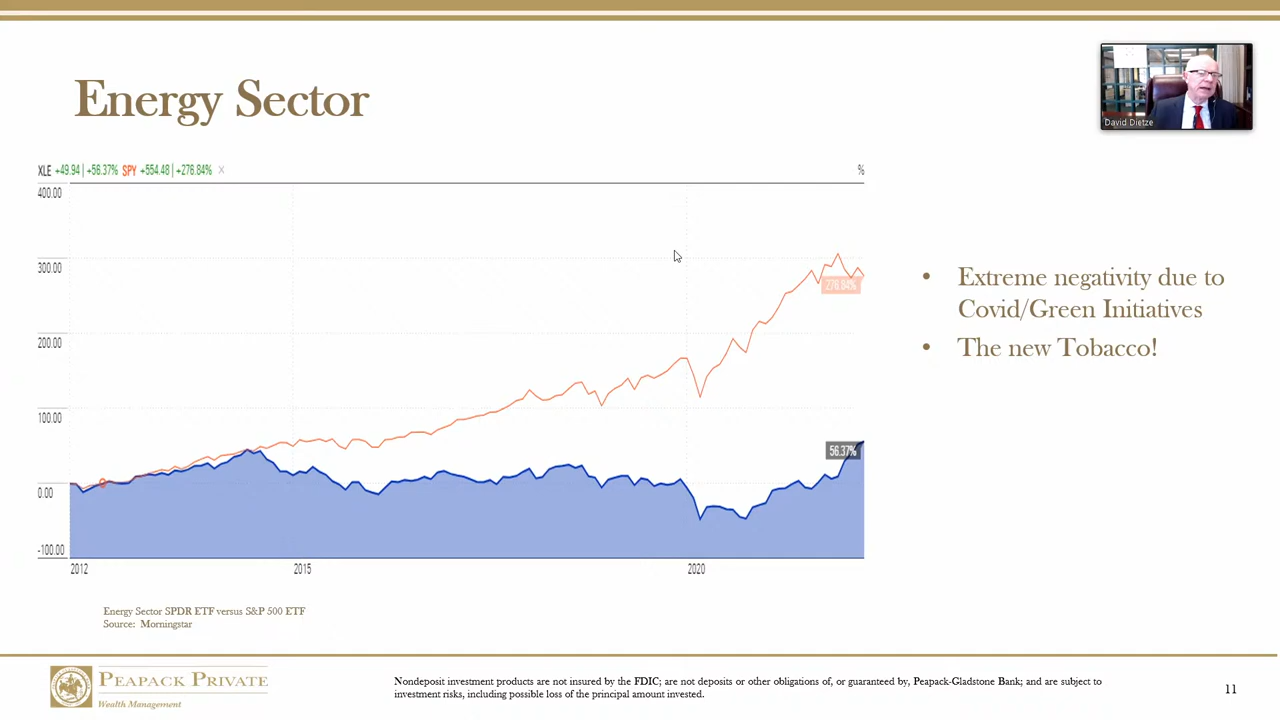 Energy Sector
David Dietze
XLE +49.94 | +56.37% SPY +554.48 | +276.84% ×
%
400.00
300.00
276.84%
200.00
100.00
56.37%
0.00
-100.00
2012
2015
2020
• Extreme negativity due to
Covid/Green Initiatives
• The new Tobacco!
Energy Sector SPDR ETF versus S&P 500 ETF
Source: Morningstar
PEAPACK PRIVATE
Wealth Management
Nondeposit investment products are not insured by the FDIC; are not deposits or other obligations of, or guaranteed by, Peapack-Gladstone Bank; and are subject to
investment risks, including possible loss of the principal amount invested.
11